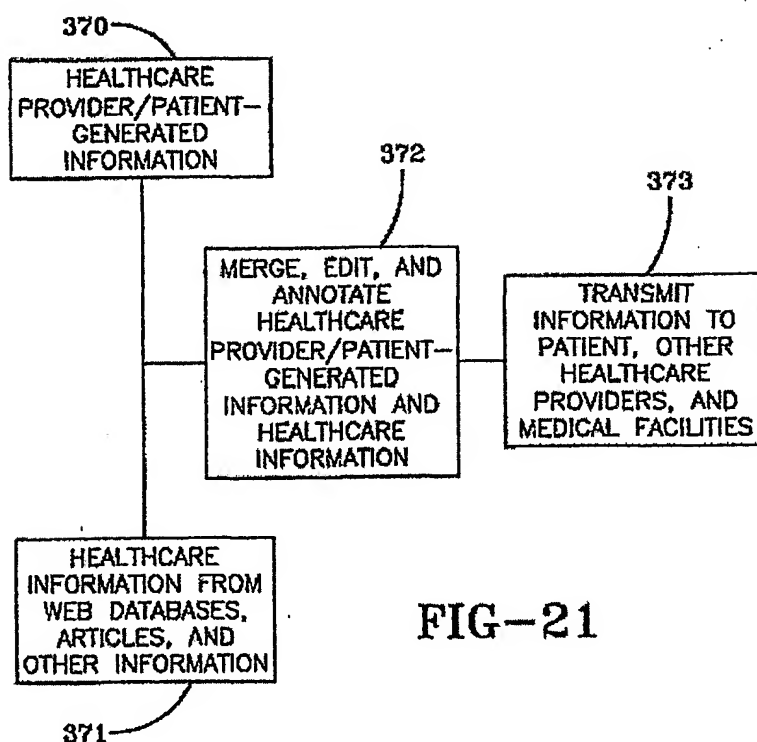 370
HEALTHCARE
PROVIDER/PATIENT-
GENERATED
INFORMATION
372
MERGE, EDIT, AND
ANNOTATE
HEALTHCARE
PROVIDER/PATIENT-
GENERATED
INFORMATION AND
HEALTHCARE
INFORMATION
373
TRANSMIT
INFORMATION TO
PATIENT, OTHER
HEALTHCARE
PROVIDERS, AND
MEDICAL FACILITIES
HEALTHCARE
INFORMATION FROM
WEB DATABASES,
ARTICLES, AND
OTHER INFORMATION
371
FIG-21